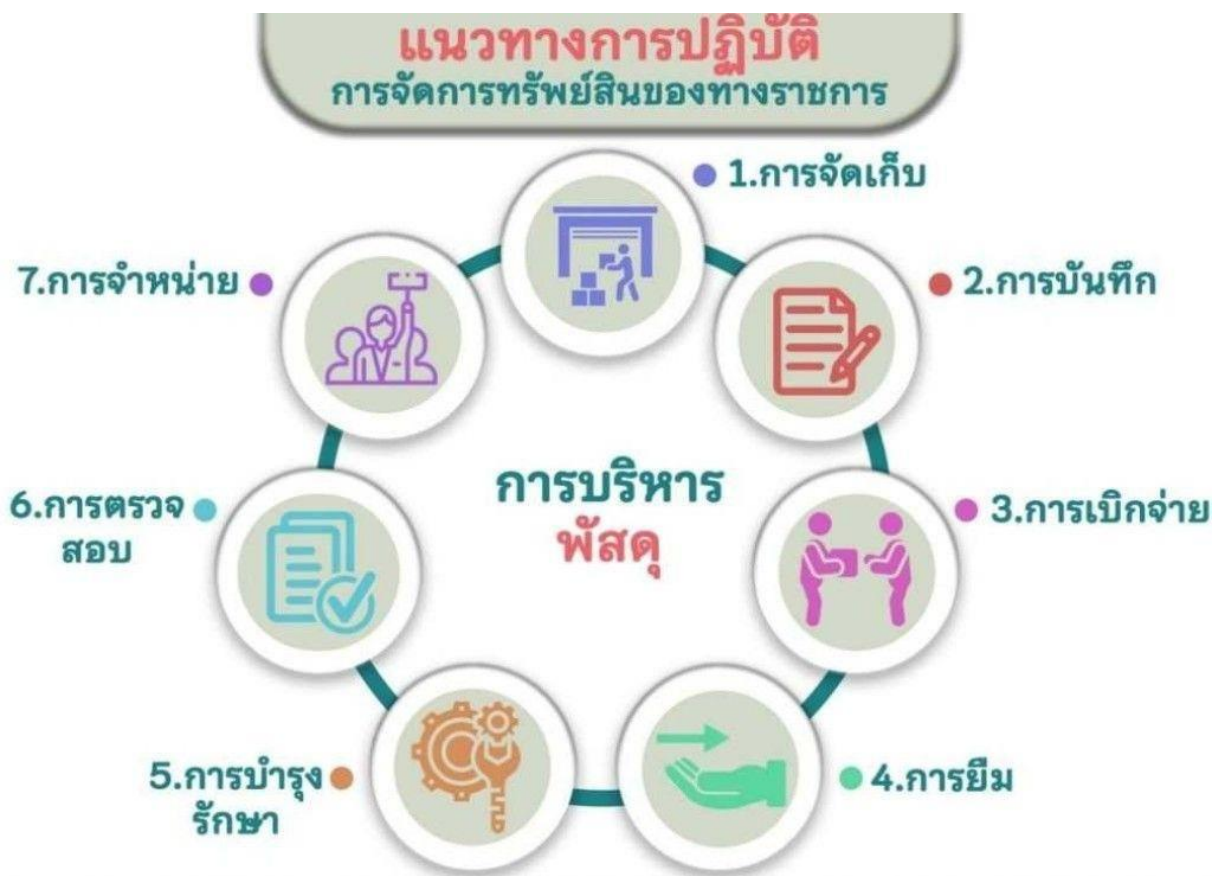 แนวทางการปฏิบัติ
การจัดการทรัพย์สินของทางราชการ
1.การจัดเก็บ
2.การบันทึก
3.การเบิกจ่าย
4.การยืม
5.การบำรุง
รักษา
6.การตรวจ
สอบ
7.การจำหน่าย
การบริหาร
พัสดุ